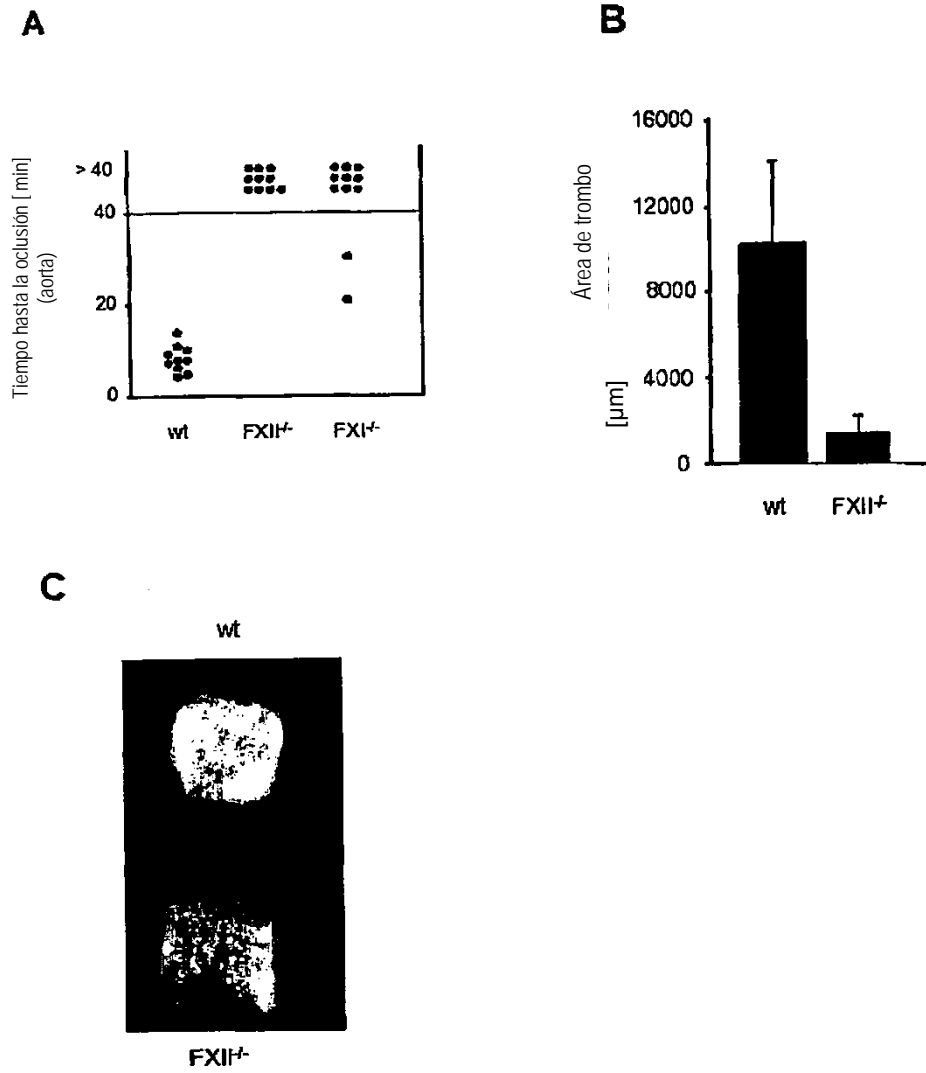 A
Tiempo hasta la oclusión [min]
(aorta)
> 40
40
20
0
wt
FXII-/-
FXI-/-
B
Área de trombo
[µm]
16000
12000
8000
4000
0
wt
FXII-/-
C
wt
FXII-/-